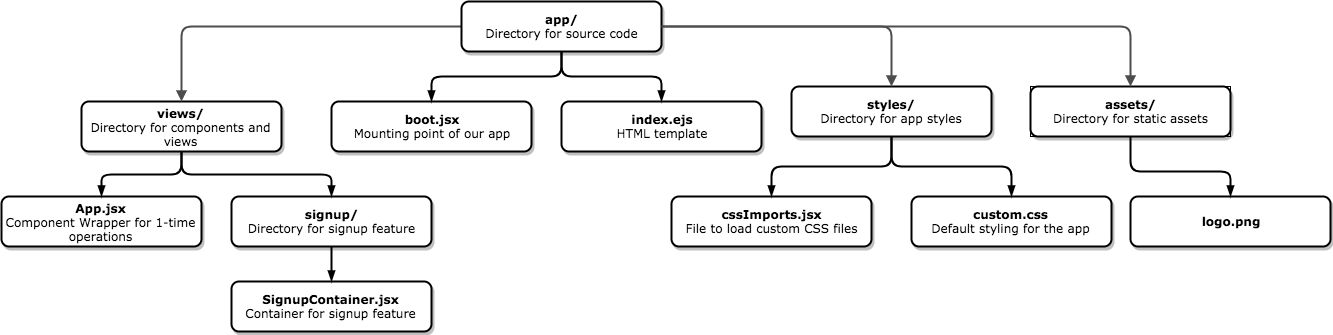 app/
Directory for source code
views/
Directory for components and
views
boot.jsx
Mounting point of our app
index.ejs
HTML template
styles/
Directory for app styles
assets/
Directory for static assets
App.jsx
Component Wrapper for 1-time
operations
signup/
Directory for signup feature
cssImports.jsx
File to load custom CSS files
custom.css
Default styling for the app
logo.png
SignupContainer.jsx
Container for signup feature